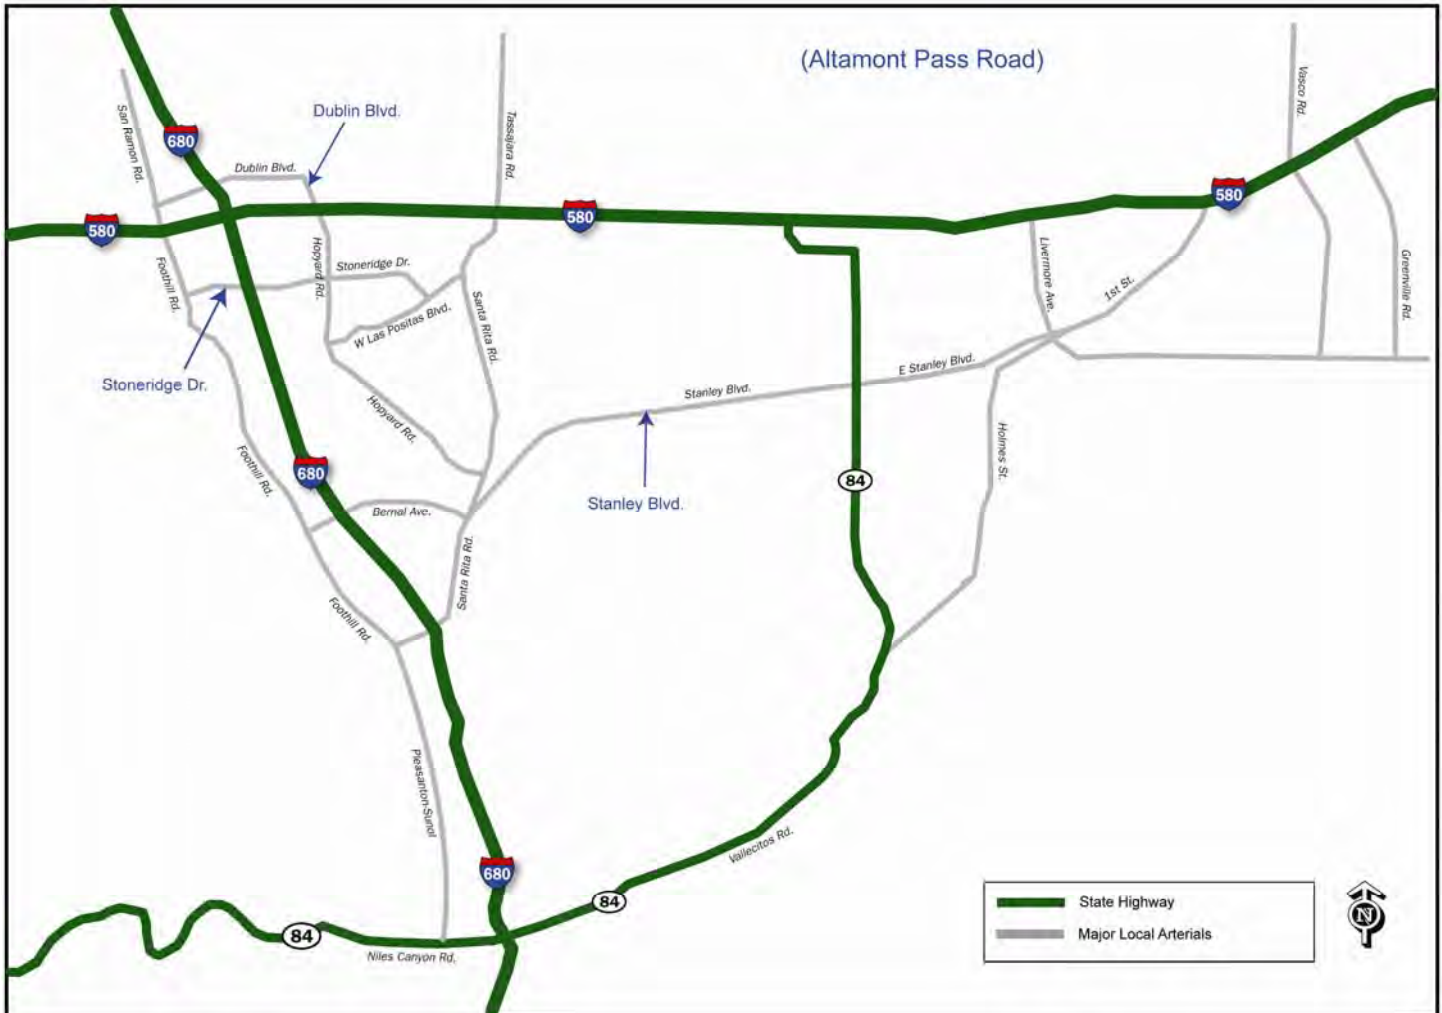 (Altamont Pass Road)
Vasco Rd.
San Ramon Rd.
680
Dublin Blvd.
Tassajara Rd.
Dublin Blvd.
580
580
580
Foothill Rd.
Hopyard Rd.
Stoneridge Dr.
Livermore Ave.
1st St.
Greenville Rd.
W Las Positas Blvd.
Santa Rita Rd.
Stoneridge Dr.
Stanley Blvd.
E Stanley Blvd.
Hopyard Rd.
Foothill Rd.
680
84
Holmes St.
Bernal Ave.
Stanley Blvd.
Santa Rita Rd.
Foothill Rd.
Pleasanton-Sunol
Vallecitos Rd.
680
84
84
Niles Canyon Rd.
State Highway
Major Local Arterials
N